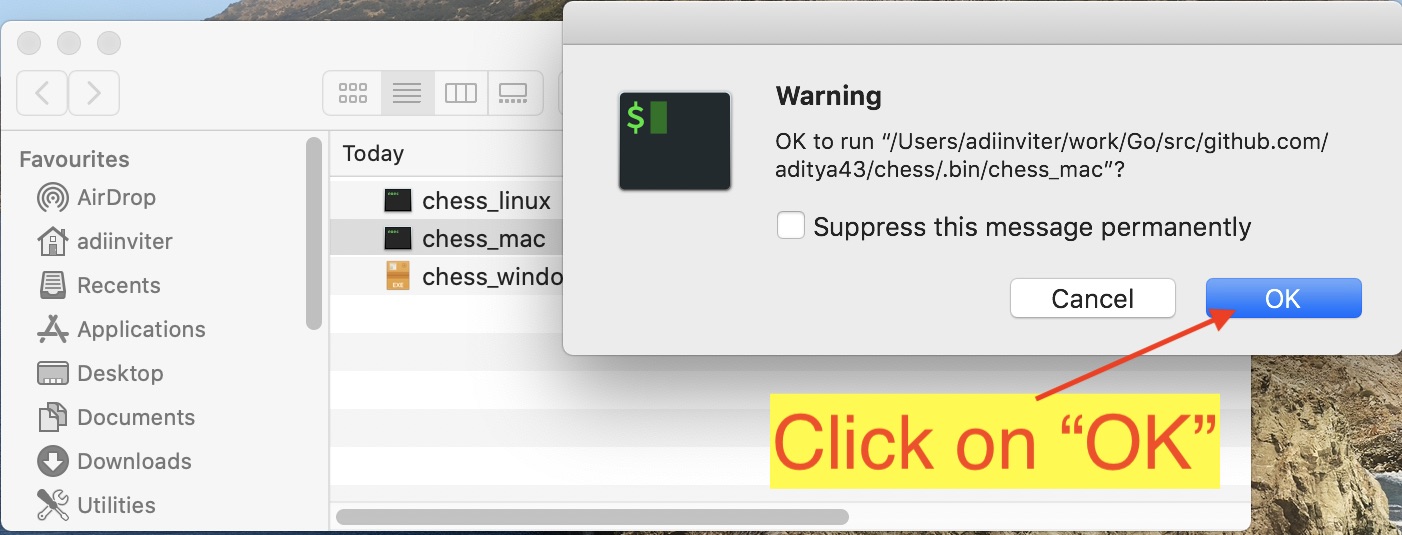 Favourites
AirDrop
adiinviter
Recents
Applications
Desktop
Documents
Downloads
Utilities
Today
chess_linux
chess_mac
chess_windo
EXE
$
Warning
OK to run “/Users/adiinviter/work/Go/src/github.com/
aditya43/chess/.bin/chess_mac”?
Suppress this message permanently
Cancel
OK
Click on “OK”